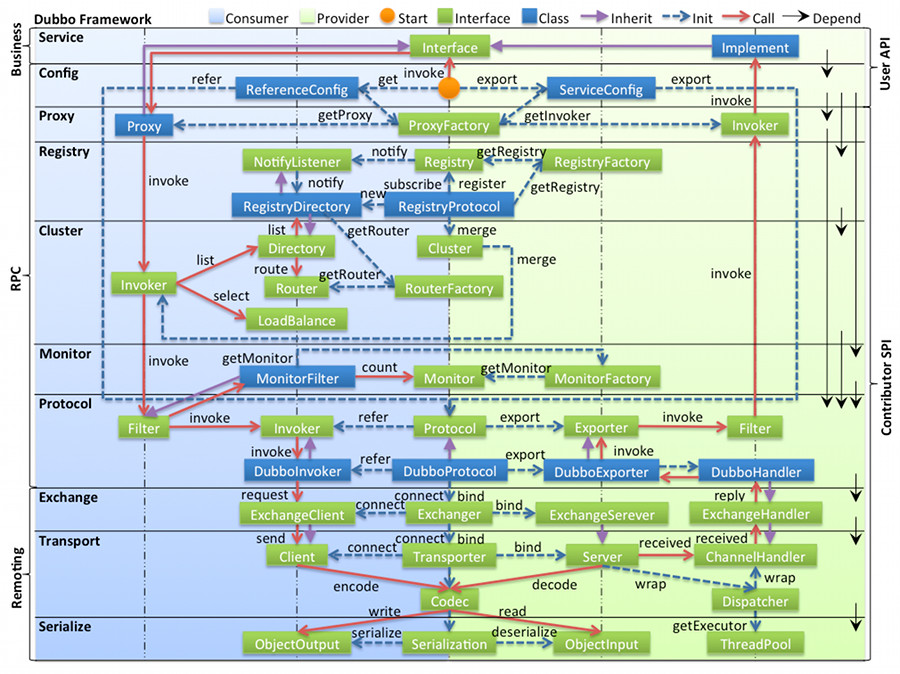 Dubbo Framework
Consumer
Provider
Start
Interface
Class
Inherit
Init
Call
Depend
Business
RPC
Remoting
User API
Contributor SPI
Service
Interface
Implement
Config
invoke
refer
get
export
export
ReferenceConfig
ServiceConfig
invoke
Proxy
getProxy
getInvoker
Proxy
ProxyFactory
Invoker
Registry
notify
getRegistry
NotifyListener
Registry
RegistryFactory
invoke
notify
new
subscribe
register
getRegistry
RegistryDirectory
RegistryProtocol
Cluster
list
getRouter
merge
Directory
Cluster
list
merge
route
getRouter
invoke
Invoker
Router
RouterFactory
select
LoadBalance
Monitor
invoke
getMonitor
count
getMonitor
MonitorFilter
Monitor
MonitorFactory
Protocol
invoke
refer
export
invoke
Filter
Invoker
Protocol
Exporter
Filter
invoke
refer
export
invoke
DubboInvoker
DubboProtocol
DubboExporter
DubboHandler
Exchange
request
connect
bind
reply
connect
bind
ExchangeClient
Exchanger
ExchangeSerever
ExchangeHandler
Transport
send
connect
bind
received
received
connect
bind
Client
Transporter
Server
ChannelHandler
encode
decode
wrap
wrap
Codec
Dispatcher
write
read
Serialize
getExecutor
serialize
deserialize
ObjectOutput
Serialization
ObjectInput
ThreadPool